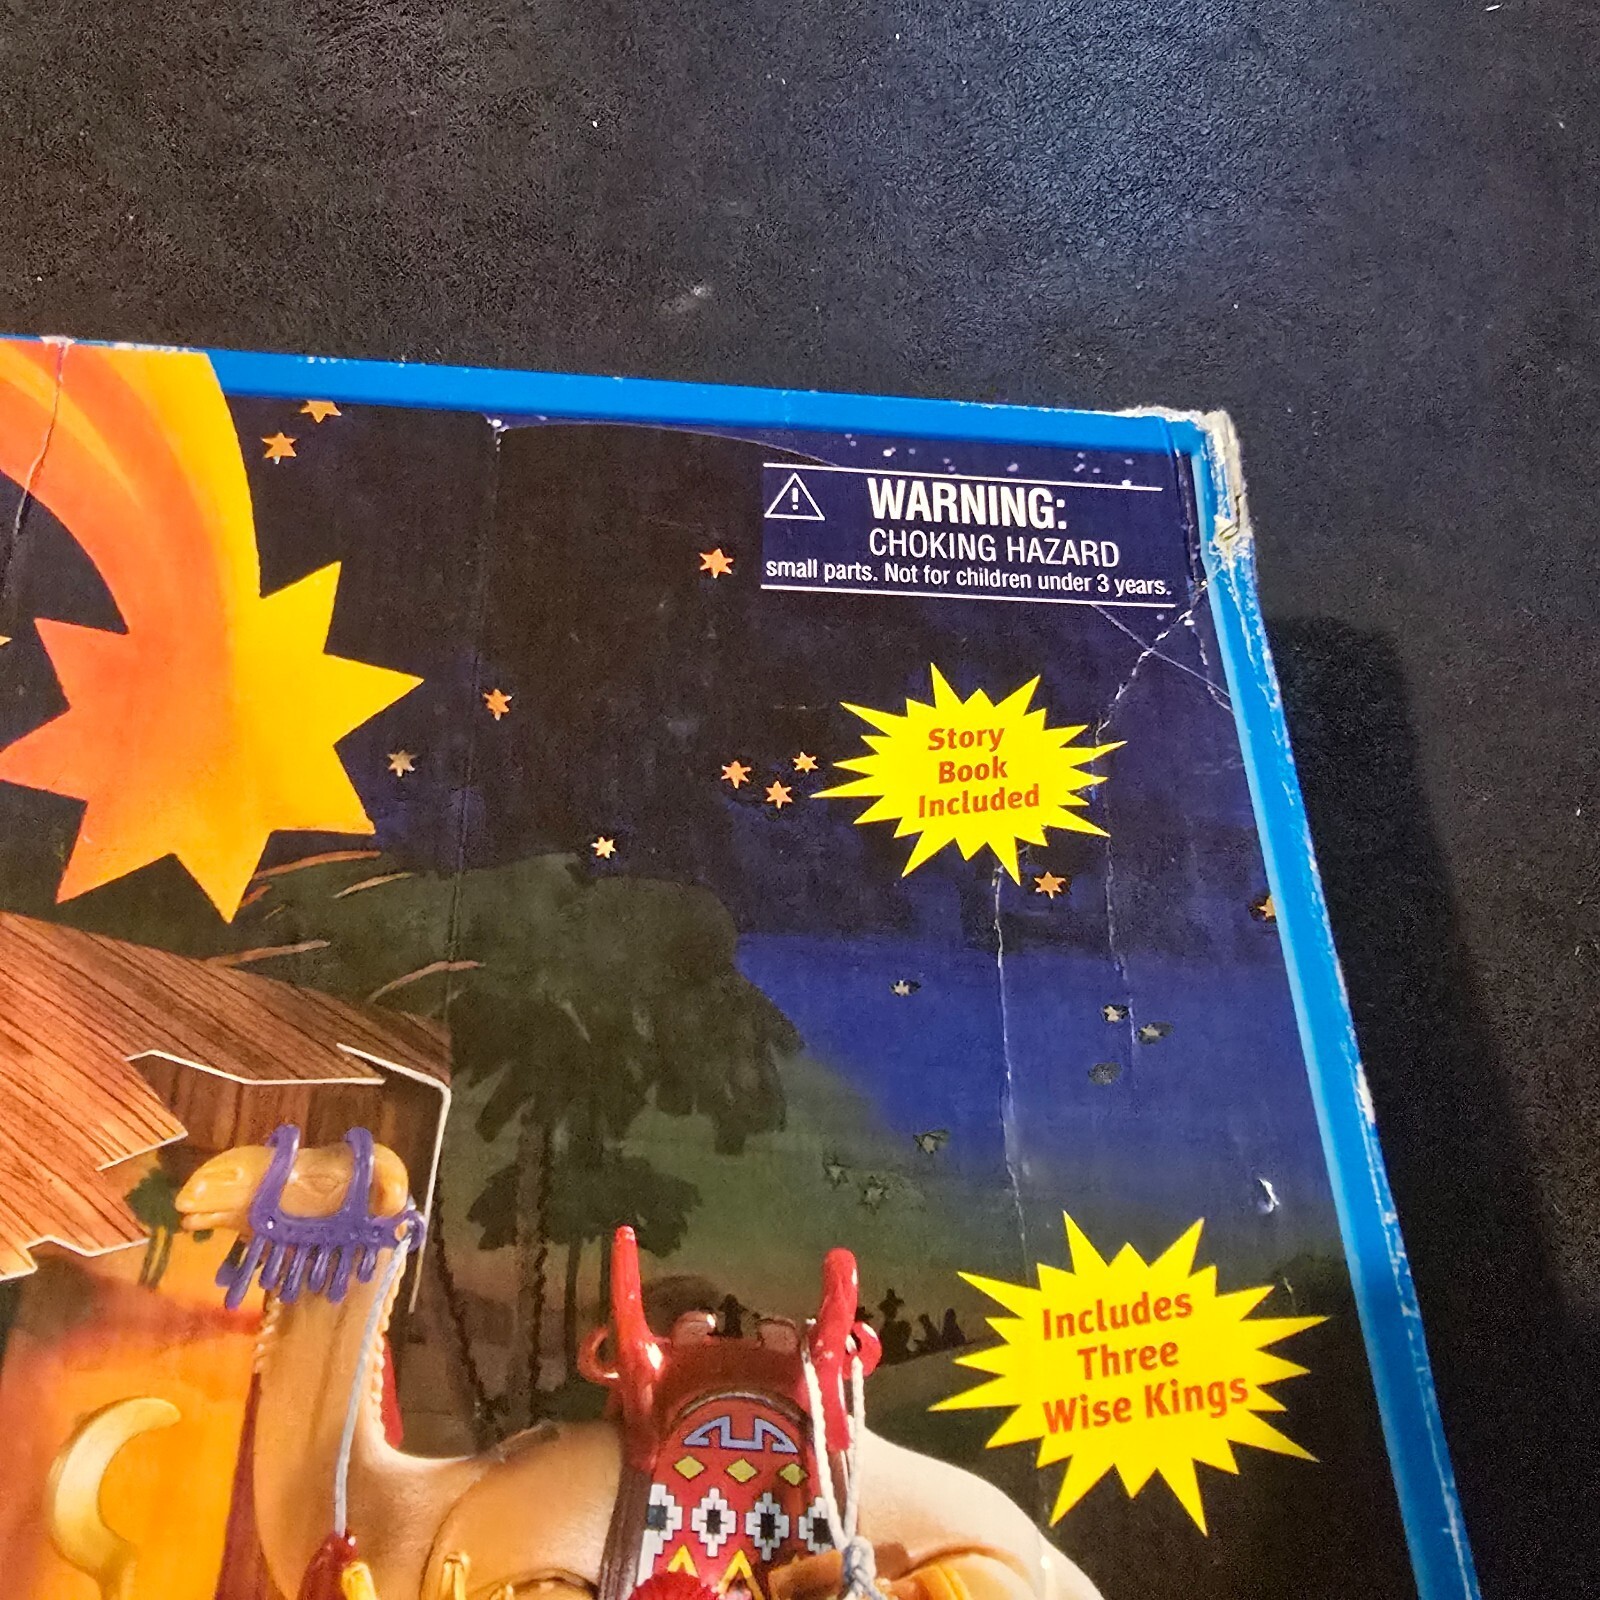 WARNING:
CHOKING HAZARD
small parts. Not for children under 3 years.
Story
Book
Included
Includes
Three
Wise Kings